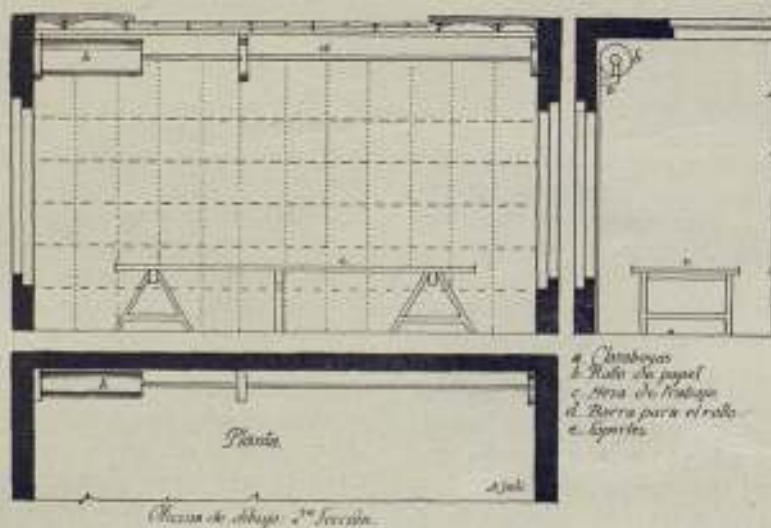 b
d
c
b
c
a Claraboyas
b Rollo de papel
c Mesa de trabajo
d Barra para el rollo
e Soportes
b
Planta
Oficina de dibujo 2ª Sección